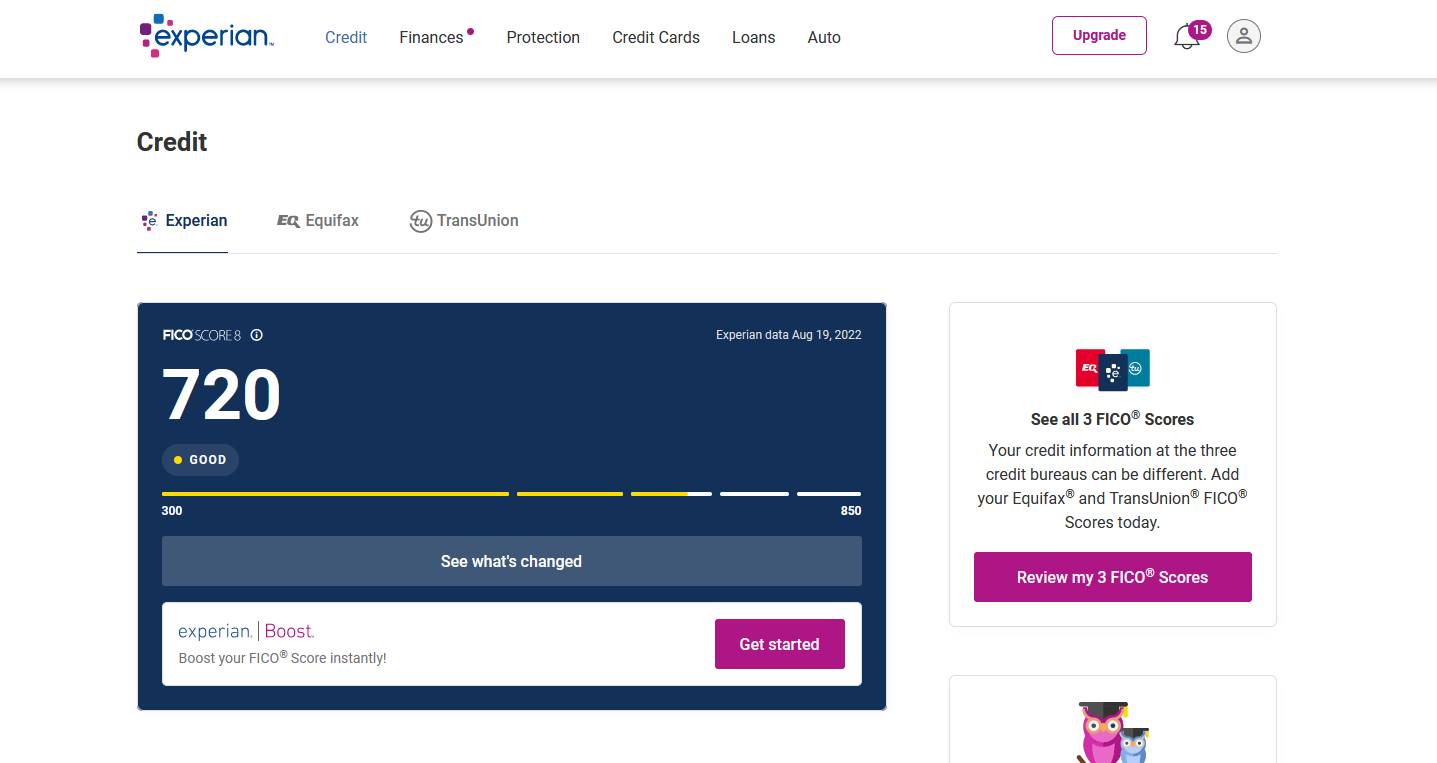 experian™
Credit
Finances
Protection
Credit Cards
Loans
Auto
Upgrade
15
Credit
e Experian
EQ Equifax
tu TransUnion
FICO® SCORE 8
Experian data Aug 19, 2022
720
GOOD
300
850
See what's changed
experian. | Boost.
Boost your FICO® Score instantly!
Get started
EQ e tu
See all 3 FICO® Scores
Your credit information at the three
credit bureaus can be different. Add
your Equifax® and TransUnion® FICO®
Scores today.
Review my 3 FICO® Scores